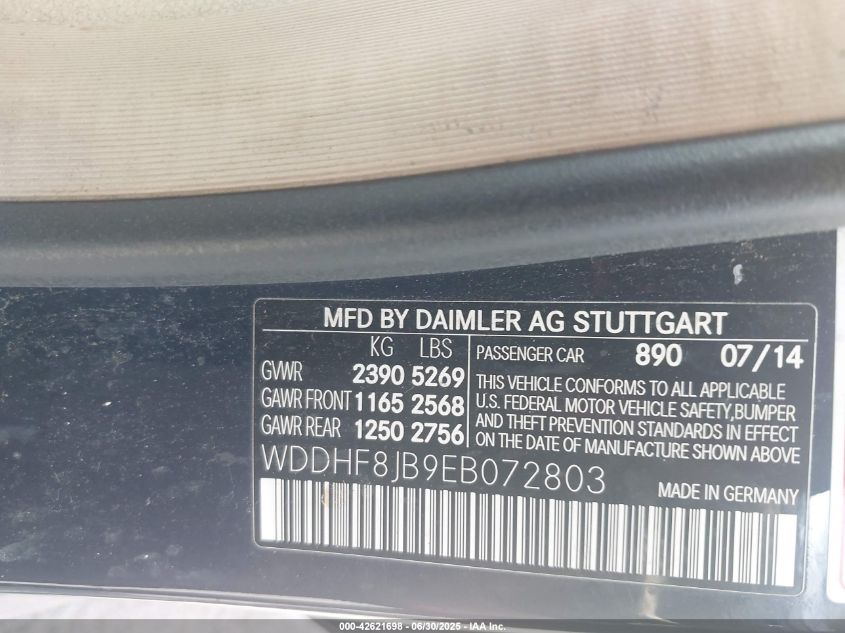 MFD BY DAIMLER AG STUTTGART
KG LBS
GVWR 2390 5269
GAWR FRONT 1165 2568
GAWR REAR 1250 2756
PASSENGER CAR 890 07/14
THIS VEHICLE CONFORMS TO ALL APPLICABLE
U.S. FEDERAL MOTOR VEHICLE SAFETY,BUMPER
AND THEFT PREVENTION STANDARDS IN EFFECT
ON THE DATE OF MANUFACTURE SHOWN ABOVE
WDDHF8JB9EB072803
MADE IN GERMANY
000-42621698 - 06/30/2025 - IAA Inc.